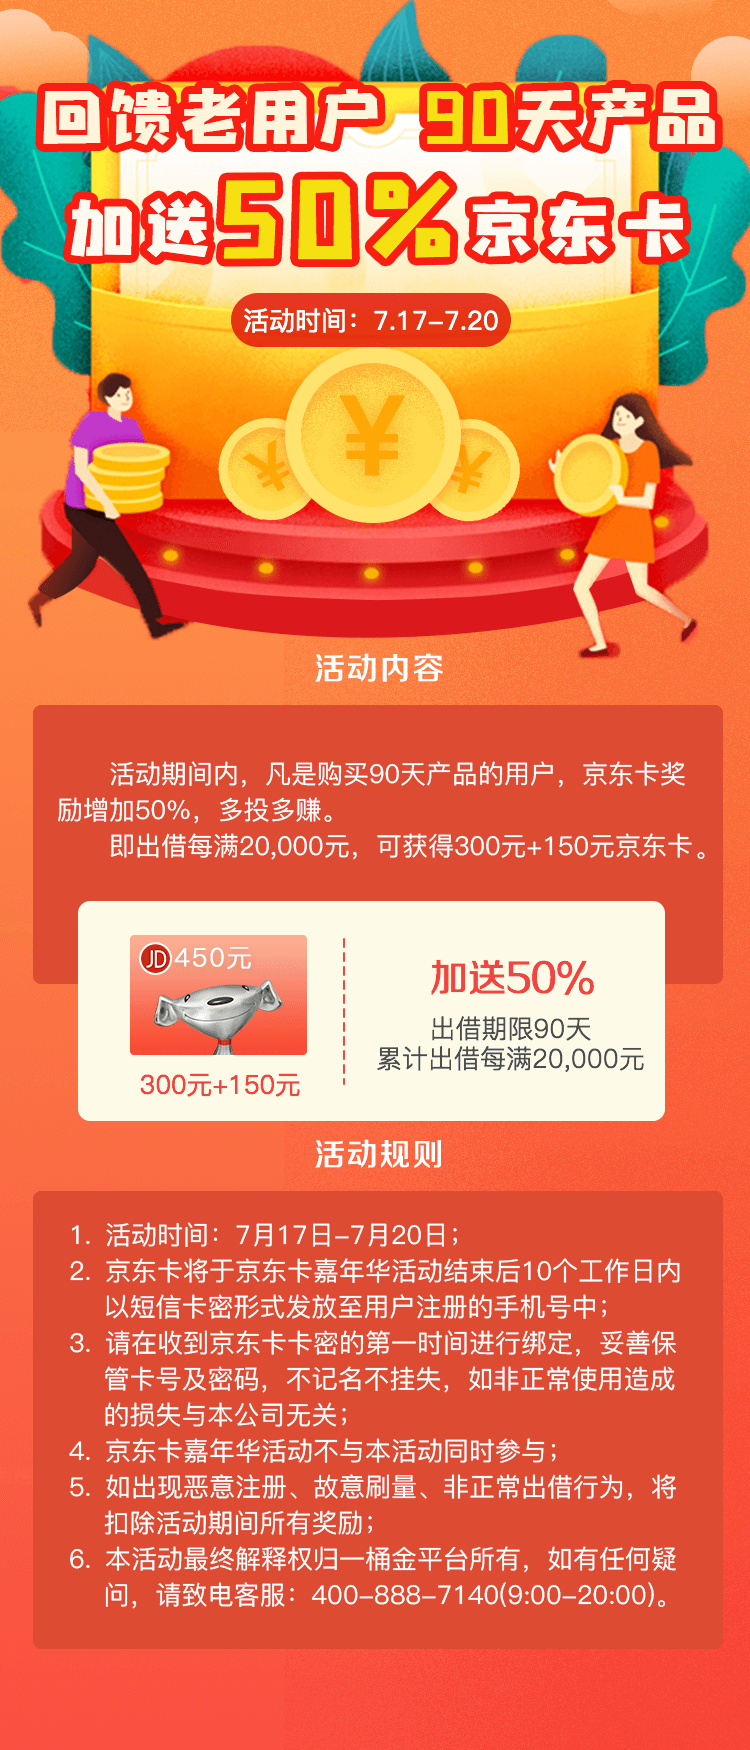 回馈老用户 90天产品
加送50%京东卡
活动时间：7.17-7.20
¥ ¥ ¥
活动内容
活动期间内，凡是购买90天产品的用户，京东卡奖
励增加50%，多投多赚。
即出借每满20,000元，可获得300元+150元京东卡。
JD 450元
300元+150元
加送50%
出借期限90天
累计出借每满20,000元
活动规则
1. 活动时间：7月17日-7月20日；
2. 京东卡将于京东卡嘉年华活动结束后10个工作日内
以短信卡密形式发放至用户注册的手机号中；
3. 请在收到京东卡卡密的第一时间进行绑定，妥善保
管卡号及密码，不记名不挂失，如非正常使用造成
的损失与本公司无关；
4. 京东卡嘉年华活动不与本活动同时参与；
5. 如出现恶意注册、故意刷量、非正常出借行为，将
扣除活动期间所有奖励；
6. 本活动最终解释权归一桶金平台所有，如有任何疑
问，请致电客服：400-888-7140(9:00-20:00)。